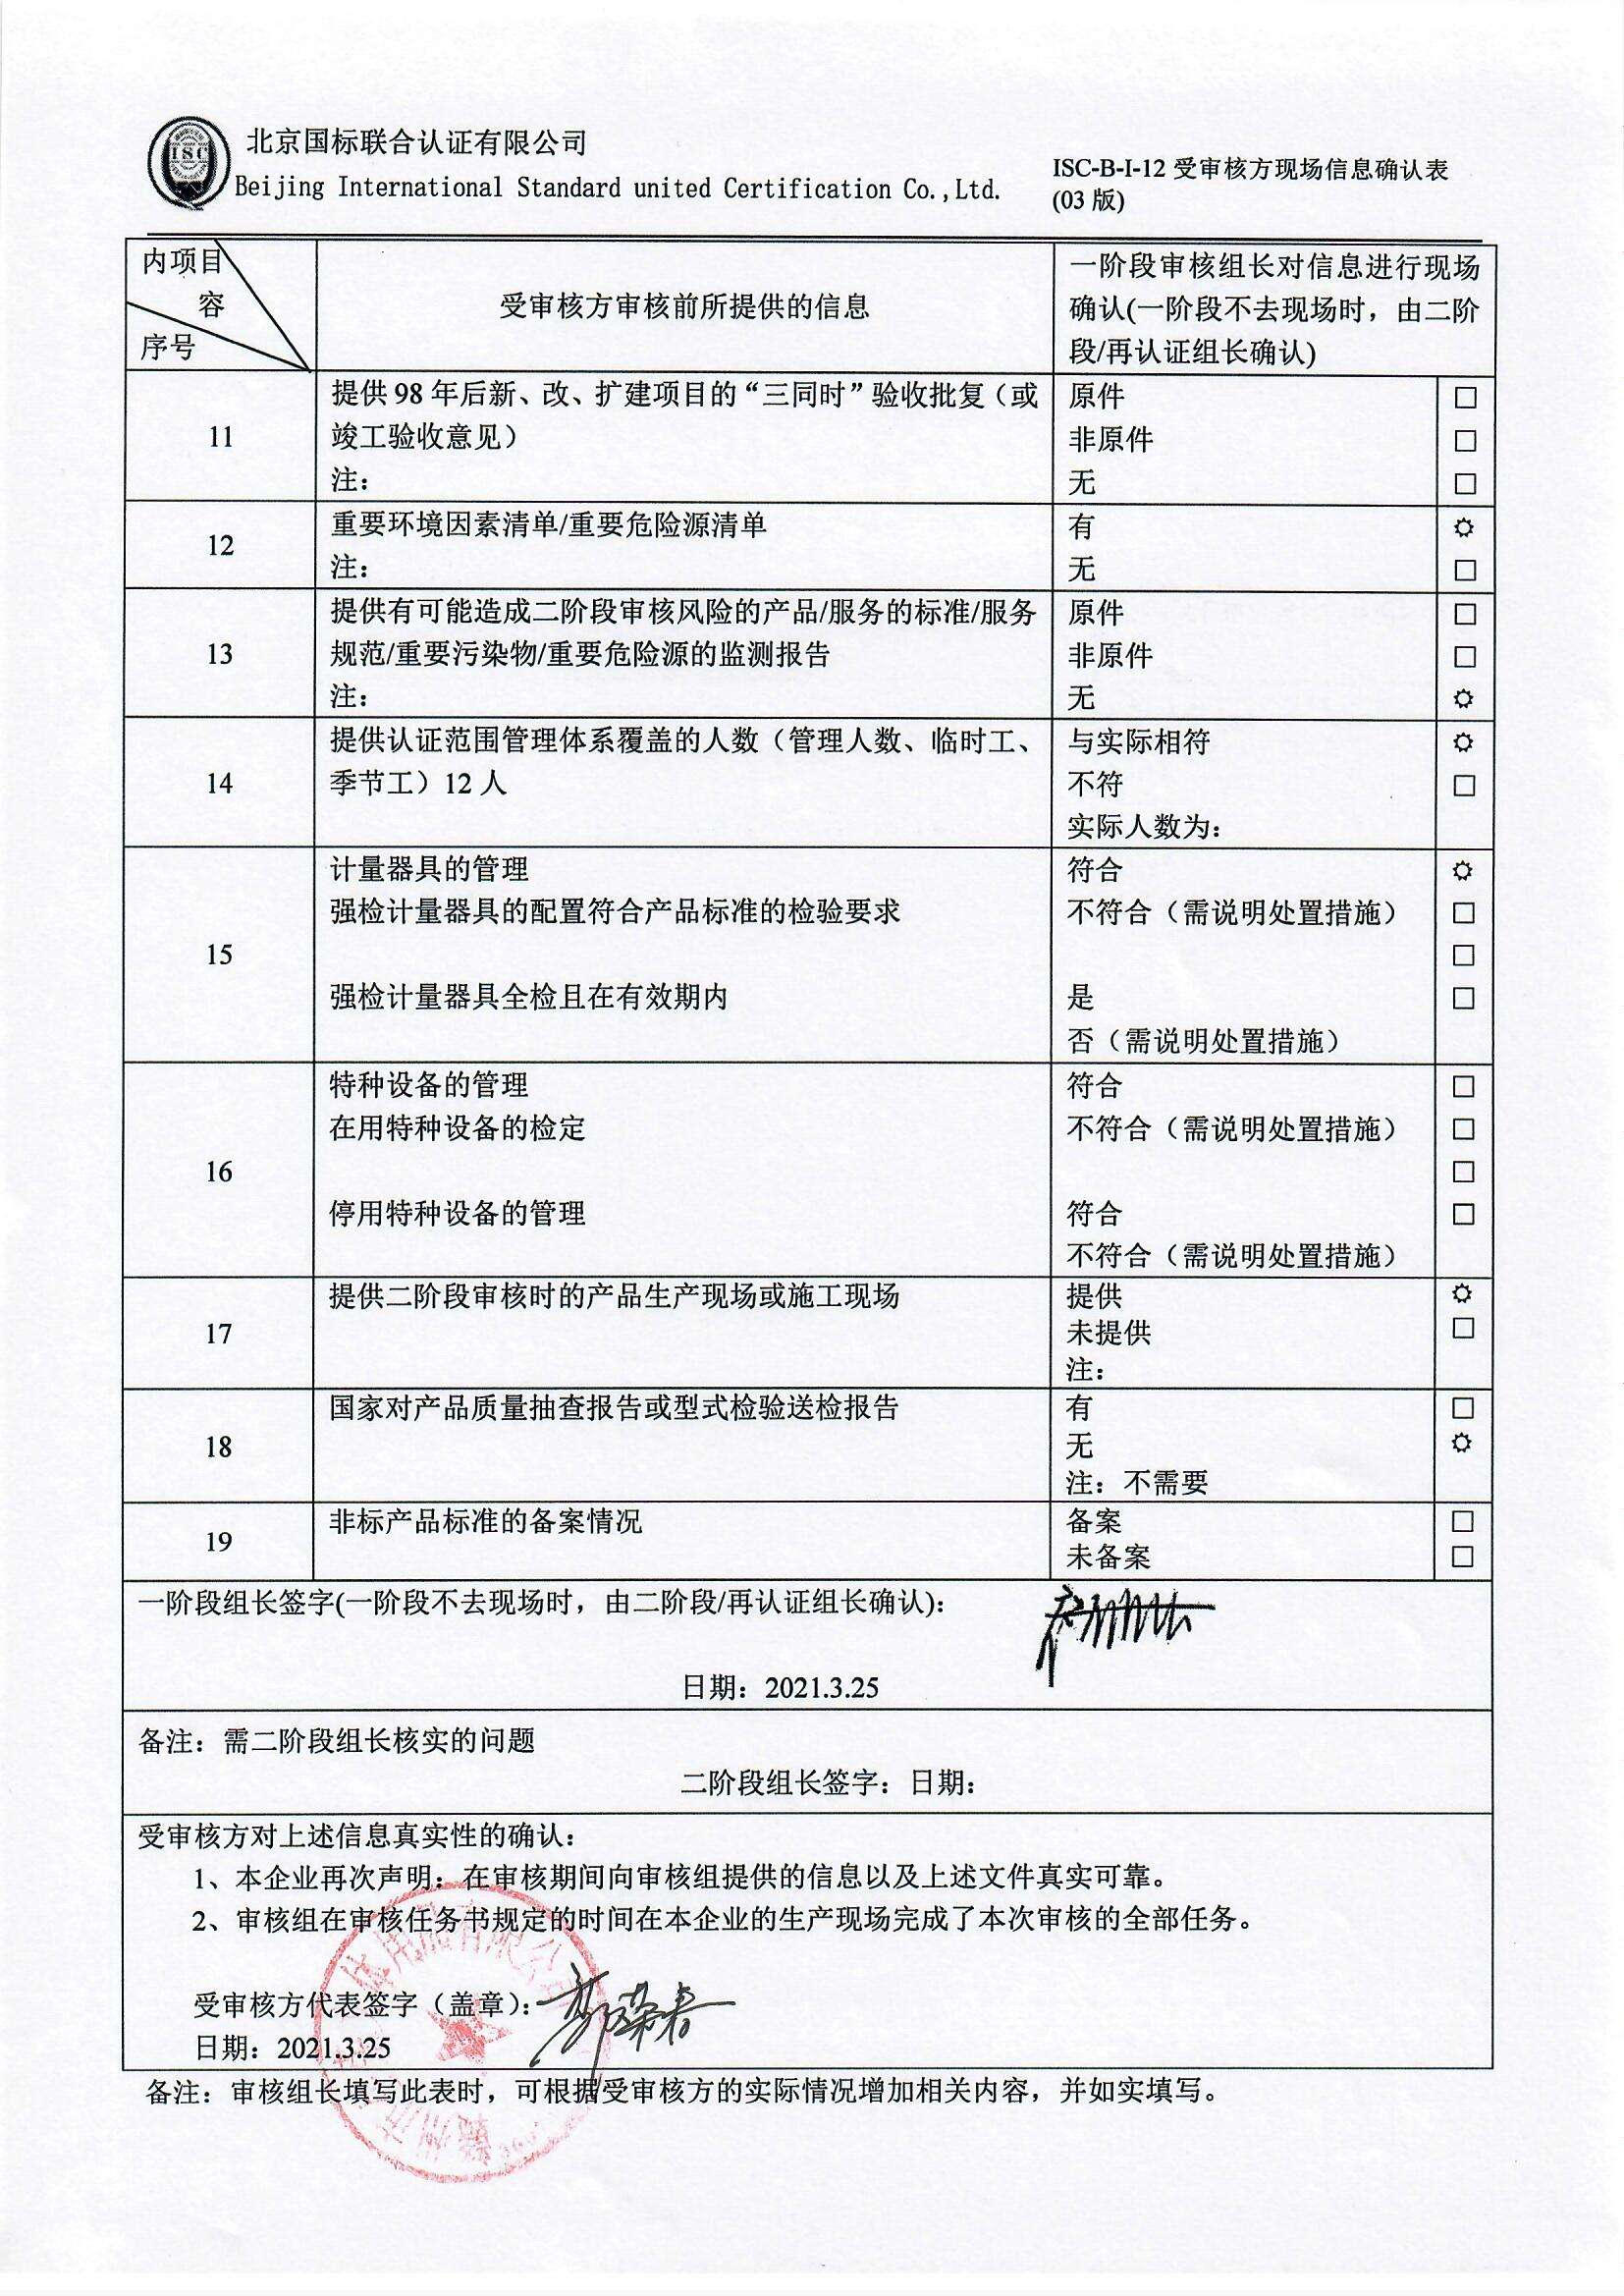 ISC
北京国标联合认证有限公司
Beijing International Standard united Certification Co.,Ltd.
ISC-B-I-12 受审核方现场信息确认表
(03 版)
内项目
容
序号
受审核方审核前所提供的信息
一阶段审核组长对信息进行现场
确认(一阶段不去现场时，由二阶
段/再认证组长确认)
11
提供 98 年后新、改、扩建项目的“三同时”验收批复（或
竣工验收意见）
注：
原件 □
非原件 □
无 □
12
重要环境因素清单/重要危险源清单
注：
有 ☼
无 □
13
提供有可能造成二阶段审核风险的产品/服务的标准/服务
规范/重要污染物/重要危险源的监测报告
注：
原件 □
非原件 □
无 ☼
14
提供认证范围管理体系覆盖的人数（管理人数、临时工、
季节工）12 人
与实际相符 ☼
不符 □
实际人数为：
15
计量器具的管理
强检计量器具的配置符合产品标准的检验要求
强检计量器具全检且在有效期内
符合 ☼
不符合（需说明处置措施） □
□
是 □
否（需说明处置措施）
16
特种设备的管理
在用特种设备的检定
停用特种设备的管理
符合 □
不符合（需说明处置措施） □
□
符合 □
不符合（需说明处置措施）
17
提供二阶段审核时的产品生产现场或施工现场
提供 ☼
未提供 □
注：
18
国家对产品质量抽查报告或型式检验送检报告
有 □
无 ☼
注：不需要
19
非标产品标准的备案情况
备案 □
未备案 □
一阶段组长签字(一阶段不去现场时，由二阶段/再认证组长确认)：
日期：2021.3.25
备注：需二阶段组长核实的问题
二阶段组长签字：日期：
受审核方对上述信息真实性的确认：
1、本企业再次声明：在审核期间向审核组提供的信息以及上述文件真实可靠。
2、审核组在审核任务书规定的时间在本企业的生产现场完成了本次审核的全部任务。
受审核方代表签字（盖章）：郭荣春
日期：2021.3.25
备注：审核组长填写此表时，可根据受审核方的实际情况增加相关内容，并如实填写。